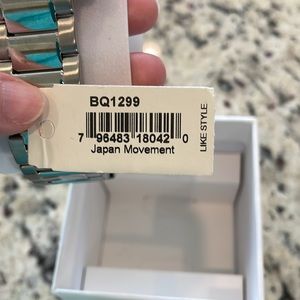 BQ1299
7 96483 18042 0
Japan Movement
LIKE STYLE